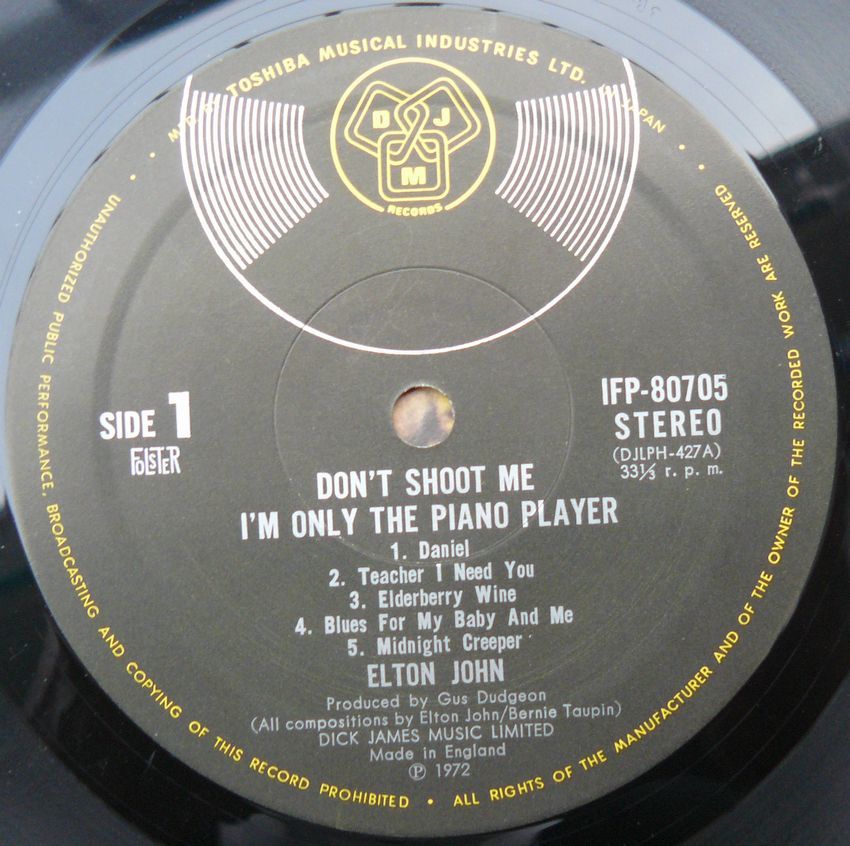 MF'D BY TOSHIBA MUSICAL INDUSTRIES LTD. IN JAPAN
D J M
RECORDS
SIDE 1
IFP-80705
STEREO
(DJLPH-427A)
33⅓ r. p. m.
DON'T SHOOT ME
I'M ONLY THE PIANO PLAYER
1. Daniel
2. Teacher I Need You
3. Elderberry Wine
4. Blues For My Baby And Me
5. Midnight Creeper
ELTON JOHN
Produced by Gus Dudgeon
(All compositions by Elton John/Bernie Taupin)
DICK JAMES MUSIC LIMITED
Made in England
℗ 1972
UNAUTHORIZED PUBLIC PERFORMANCE, BROADCASTING AND COPYING OF THIS RECORD PROHIBITED • ALL RIGHTS OF THE MANUFACTURER AND OF THE OWNER OF THE RECORDED WORK ARE RESERVED